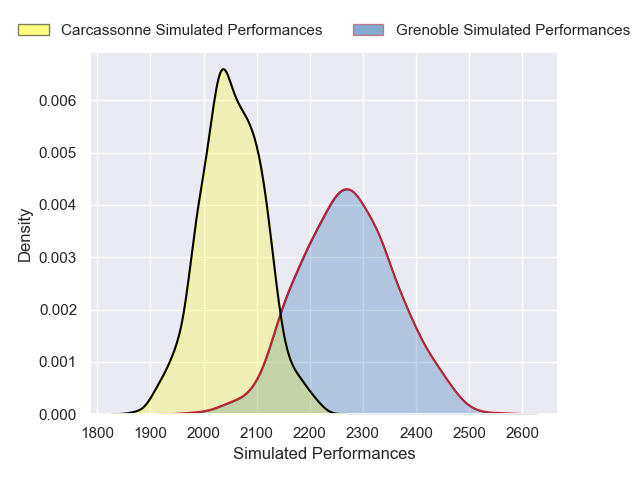 Carcassonne Simulated Performances
Grenoble Simulated Performances
0.006
0.005
0.004
0.003
0.002
0.001
0.000
Density
1800 1900 2000 2100 2200 2300 2400 2500 2600
Simulated Performances